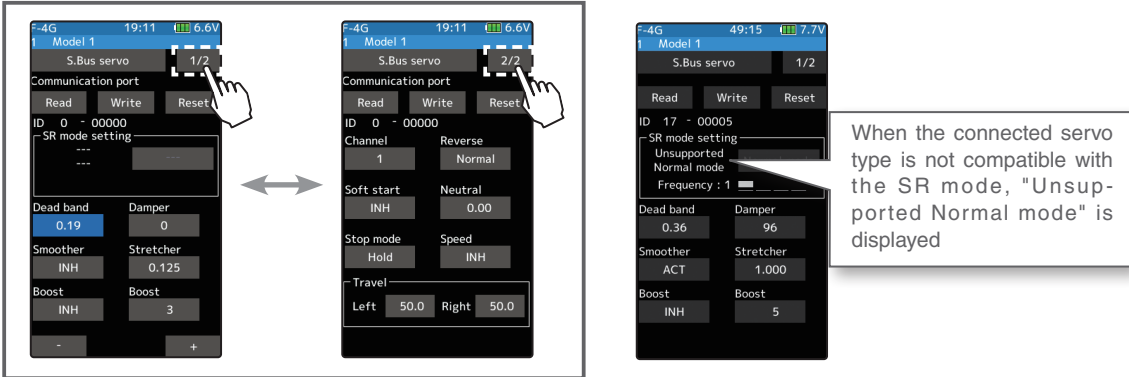 F-4G 19:11 6.6V
1 Model 1
S.Bus servo 1/2
Communication port
Read Write Reset
ID 0 - 00000
SR mode setting
---
--- ---
Dead band Damper
0.19 0
Smoother Stretcher
INH 0.125
Boost Boost
INH 3
- +
F-4G 19:11 6.6V
1 Model 1
S.Bus servo 2/2
Communication port
Read Write Reset
ID 0 - 00000
Channel Reverse
1 Normal
Soft start Neutral
INH 0.00
Stop mode Speed
Hold INH
Travel
Left 50.0 Right 50.0
F-4G 49:15 7.7V
1 Model 1
S.Bus servo 1/2
Read Write Reset
ID 17 - 00005
SR mode setting
Unsupported
Normal mode
Frequency : 1
Dead band Damper
0.36 96
Smoother Stretcher
ACT 1.000
Boost Boost
INH 5
When the connected servo
type is not compatible with
the SR mode, "Unsup-
ported Normal mode" is
displayed